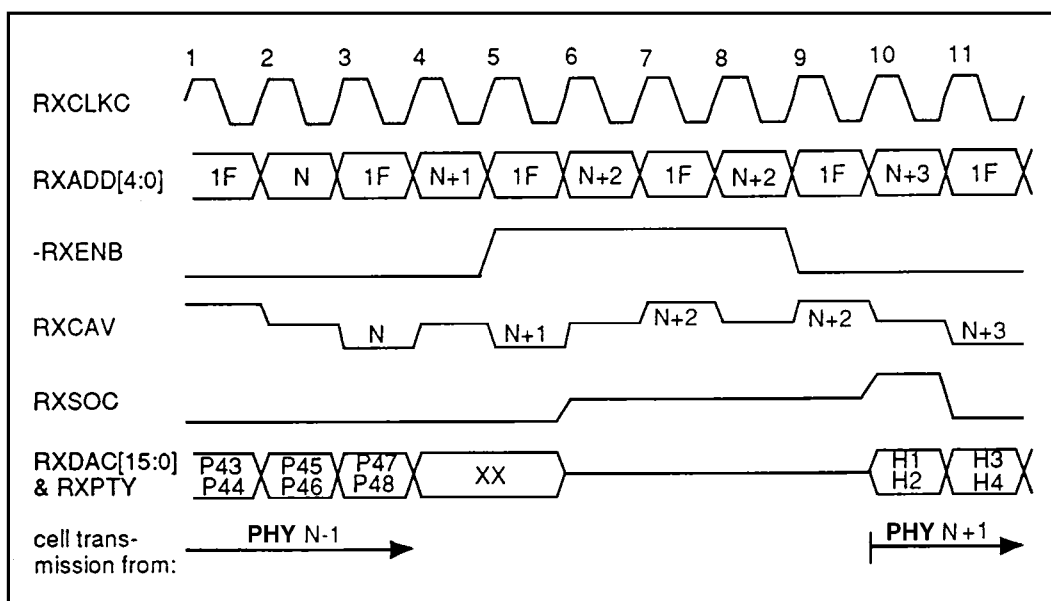 1 2 3 4 5 6 7 8 9 10 11
RXCLKC
RXADD[4:0] 1F N 1F N+1 1F N+2 1F N+2 1F N+3 1F
-RXENB
RXCAV N N+1 N+2 N+2 N+3
RXSOC
RXDAC[15:0] P43 P45 P47 XX H1 H3
& RXPTY P44 P46 P48 H2 H4
cell trans- PHY N-1 PHY N+1
mission from: